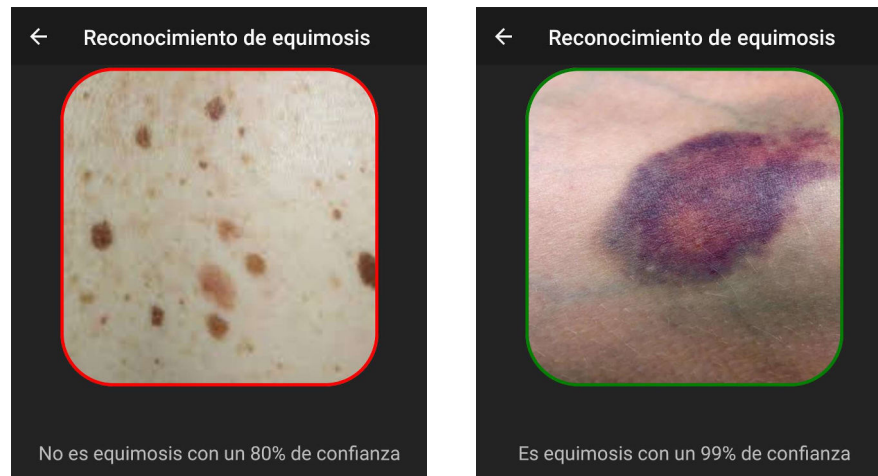 Reconocimiento de equimosis
No es equimosis con un 80% de confianza
Reconocimiento de equimosis
Es equimosis con un 99% de confianza